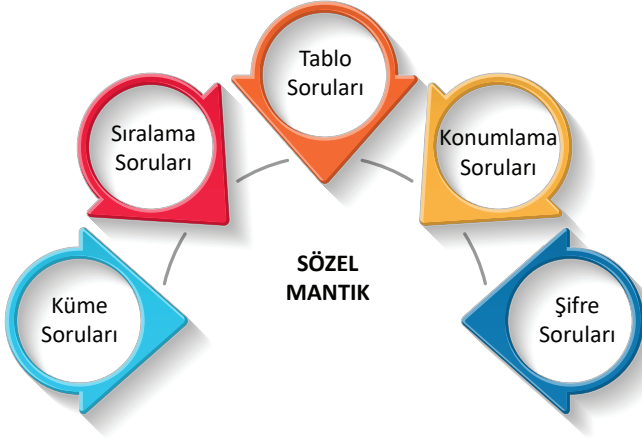 Tablo
Soruları
Sıralama
Soruları
Konumlama
Soruları
SÖZEL
MANTIK
Küme
Soruları
Şifre
Soruları